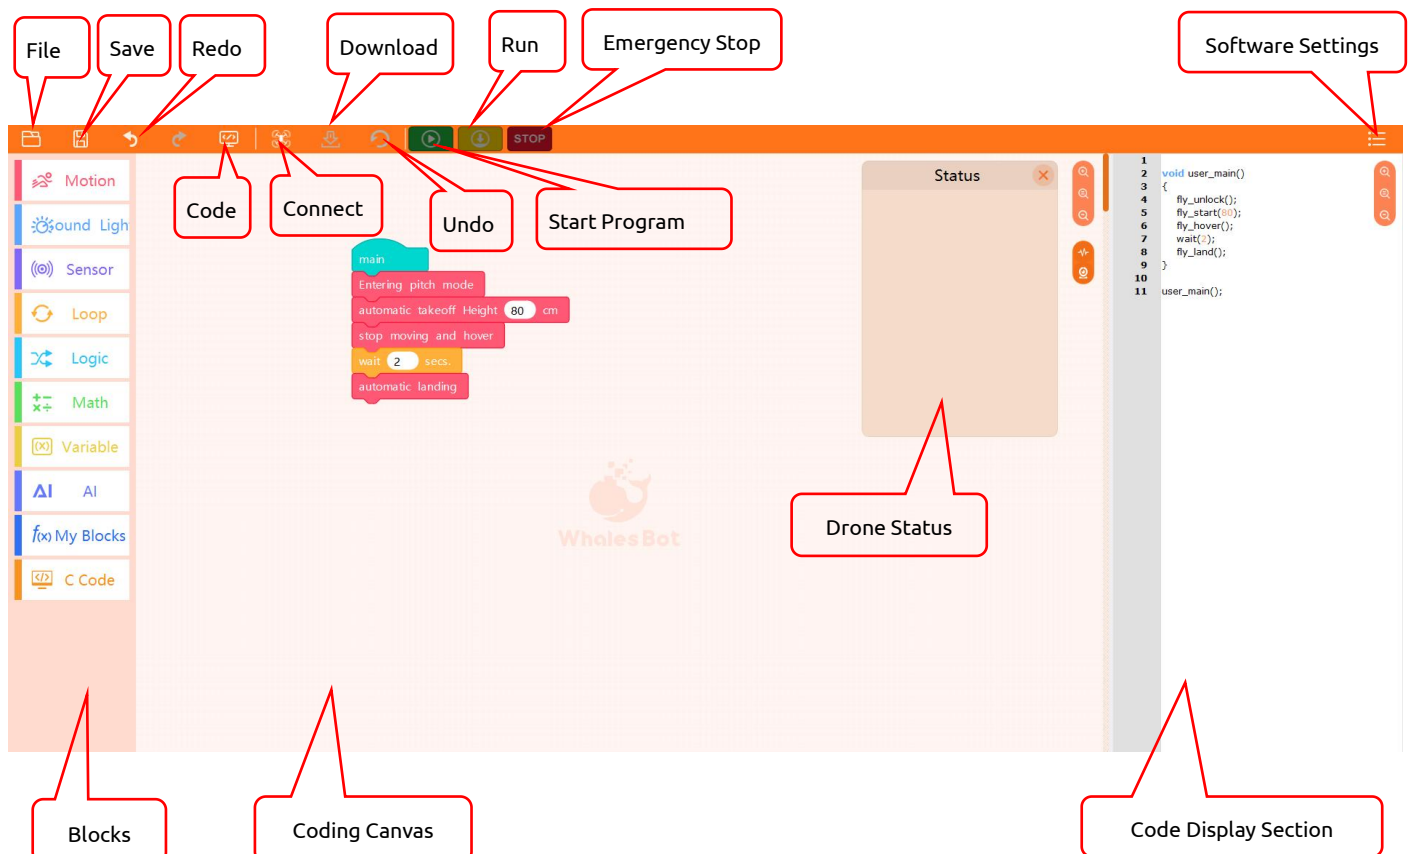 File
Save
Redo
Download
Run
Emergency Stop
Software Settings
STOP
Motion
ound Ligh
Sensor
Loop
Logic
Math
Variable
AI AI
f(x) My Blocks
C Code
Code
Connect
Undo
Start Program
main
Entering pitch mode
automatic takeoff Height 80 cm
stop moving and hover
wait 2 secs.
automatic landing
WhalesBot
Status
Drone Status
1
2 void user_main()
3 {
4 fly_unlock();
5 fly_start(80);
6 fly_hover();
7 wait(2);
8 fly_land();
9 }
10
11 user_main();
Blocks
Coding Canvas
Code Display Section